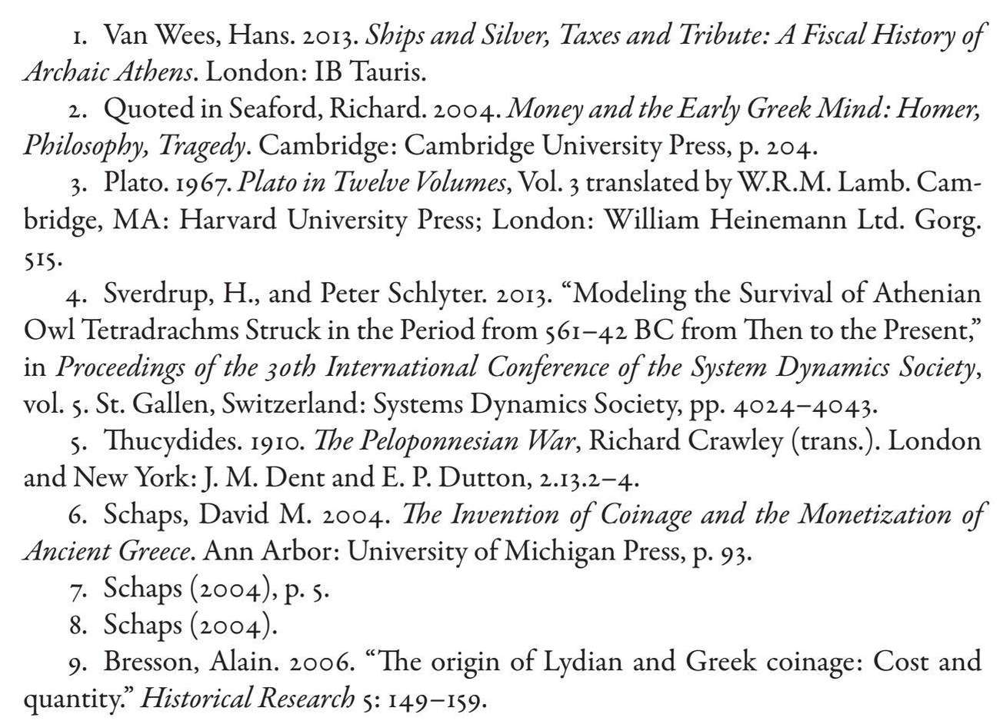 1. Van Wees, Hans. 2013. Ships and Silver, Taxes and Tribute: A Fiscal History of
Archaic Athens. London: IB Tauris.
2. Quoted in Seaford, Richard. 2004. Money and the Early Greek Mind: Homer,
Philosophy, Tragedy. Cambridge: Cambridge University Press, p. 204.
3. Plato. 1967. Plato in Twelve Volumes, Vol. 3 translated by W.R.M. Lamb. Cam-
bridge, MA: Harvard University Press; London: William Heinemann Ltd. Gorg.
515.
4. Sverdrup, H., and Peter Schlyter. 2013. “Modeling the Survival of Athenian
Owl Tetradrachms Struck in the Period from 561–42 BC from Then to the Present,”
in Proceedings of the 30th International Conference of the System Dynamics Society,
vol. 5. St. Gallen, Switzerland: Systems Dynamics Society, pp. 4024–4043.
5. Thucydides. 1910. The Peloponnesian War, Richard Crawley (trans.). London
and New York: J. M. Dent and E. P. Dutton, 2.13.2–4.
6. Schaps, David M. 2004. The Invention of Coinage and the Monetization of
Ancient Greece. Ann Arbor: University of Michigan Press, p. 93.
7. Schaps (2004), p. 5.
8. Schaps (2004).
9. Bresson, Alain. 2006. “The origin of Lydian and Greek coinage: Cost and
quantity.” Historical Research 5: 149–159.